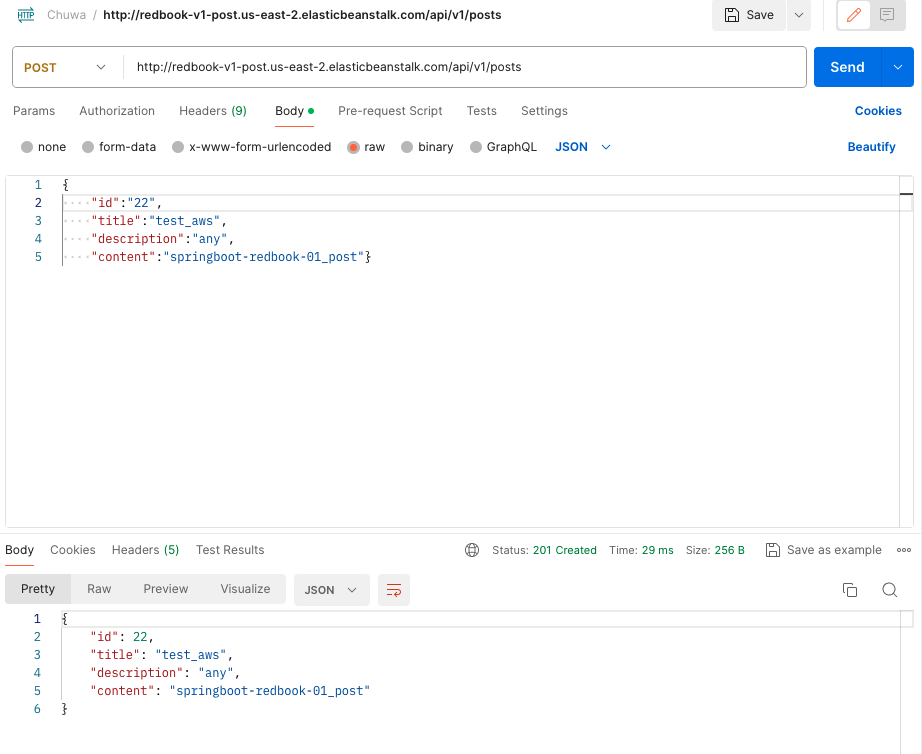 HTTP Chuwa / http://redbook-v1-post.us-east-2.elasticbeanstalk.com/api/v1/posts Save
POST http://redbook-v1-post.us-east-2.elasticbeanstalk.com/api/v1/posts Send
Params Authorization Headers (9) Body Pre-request Script Tests Settings Cookies
none form-data x-www-form-urlencoded raw binary GraphQL JSON Beautify
1 {
2 ····"id":"22",
3 ····"title":"test_aws",
4 ····"description":"any",
5 ····"content":"springboot-redbook-01_post"}
Body Cookies Headers (5) Test Results Status: 201 Created Time: 29 ms Size: 256 B Save as example
Pretty Raw Preview Visualize JSON
1 {
2 "id": 22,
3 "title": "test_aws",
4 "description": "any",
5 "content": "springboot-redbook-01_post"
6 }